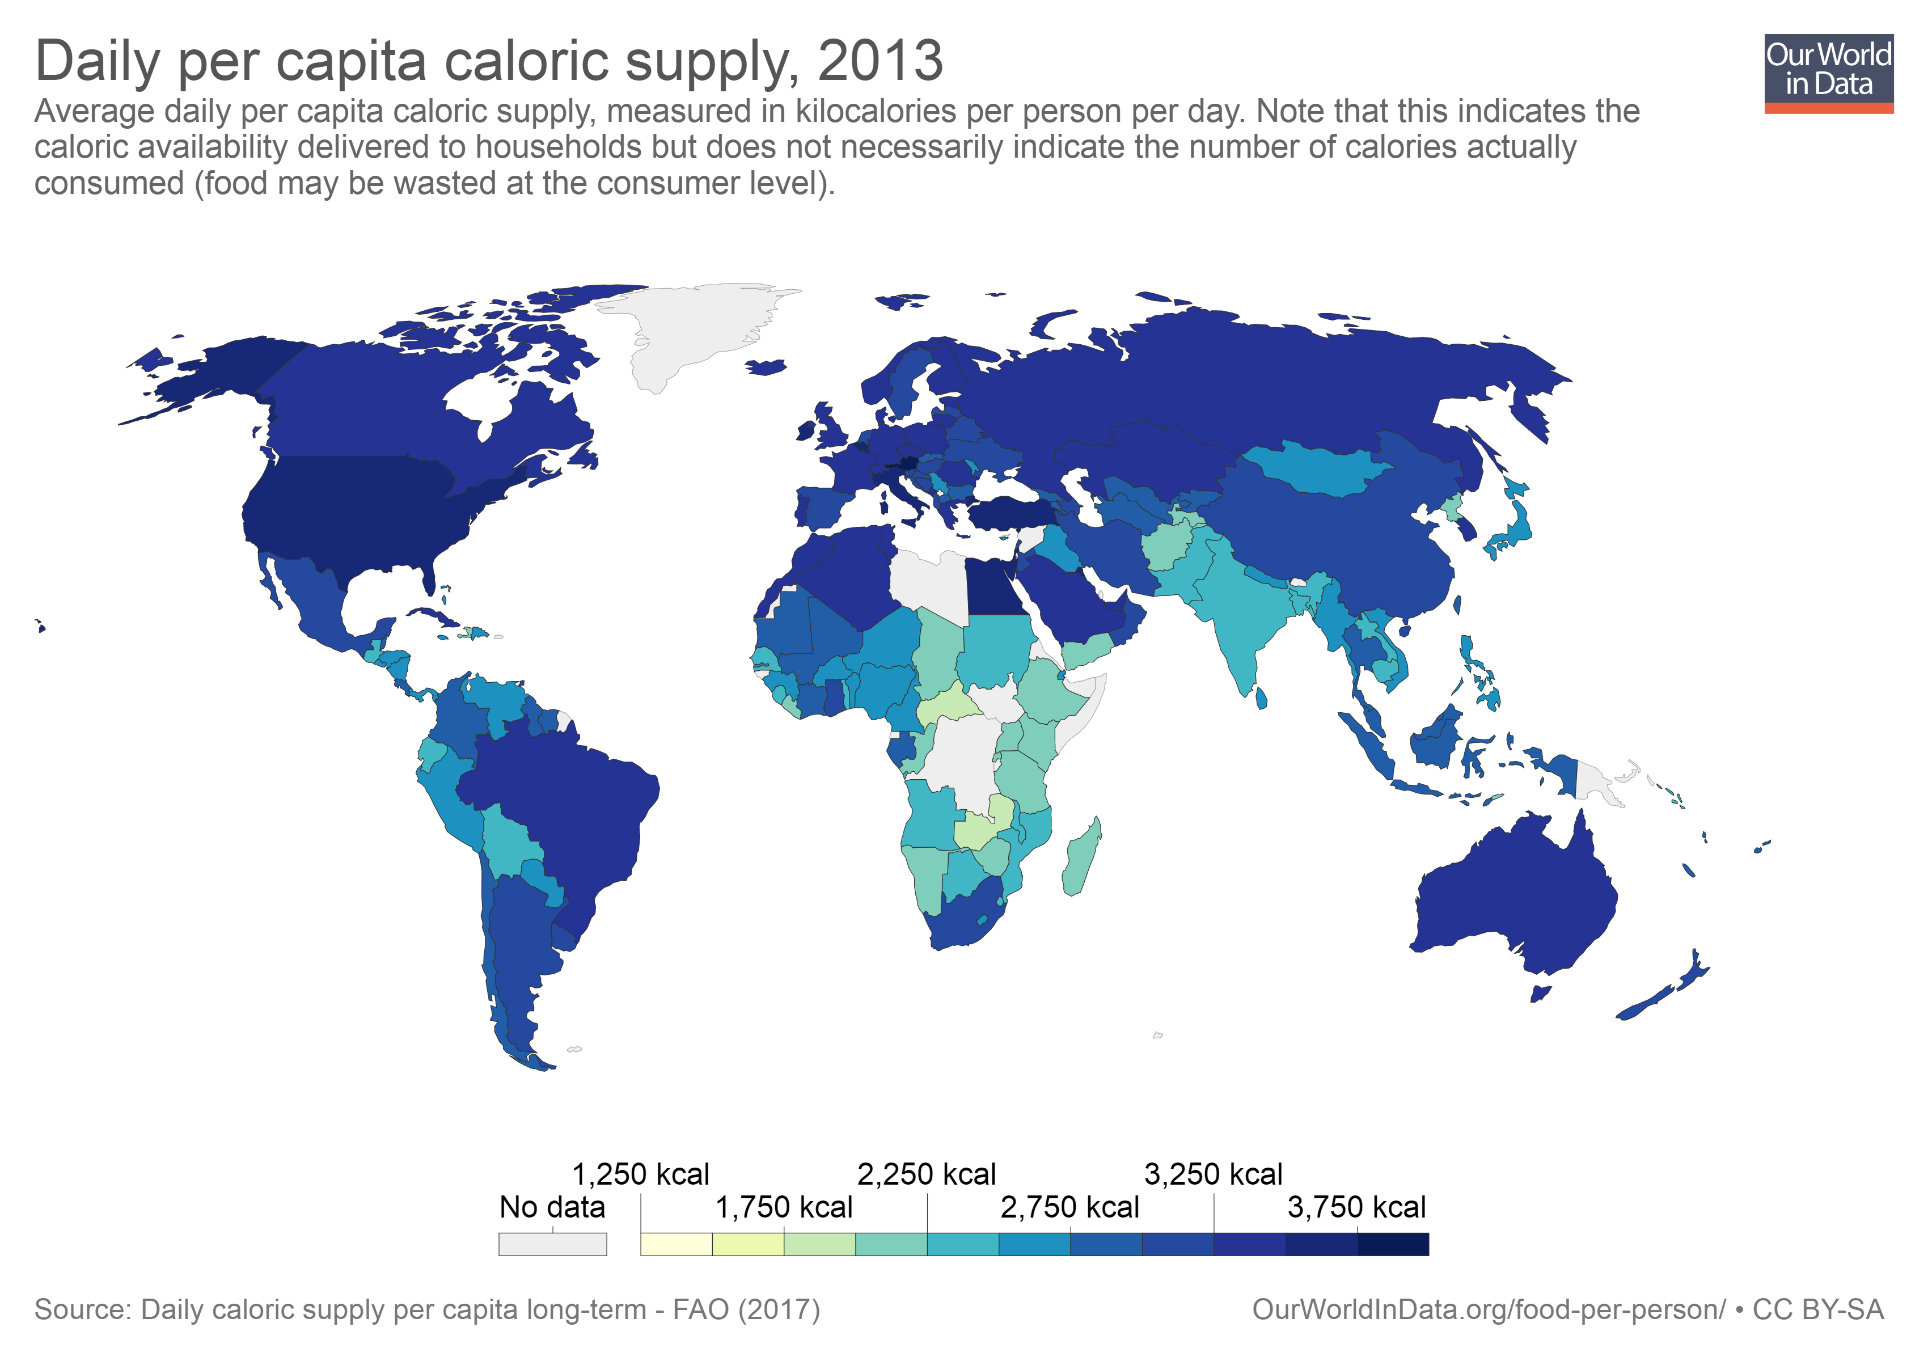 Daily per capita caloric supply, 2013
Our World
in Data
Average daily per capita caloric supply, measured in kilocalories per person per day. Note that this indicates the
caloric availability delivered to households but does not necessarily indicate the number of calories actually
consumed (food may be wasted at the consumer level).
1,250 kcal 2,250 kcal 3,250 kcal
No data 1,750 kcal 2,750 kcal 3,750 kcal
Source: Daily caloric supply per capita long-term - FAO (2017) OurWorldInData.org/food-per-person/ • CC BY-SA